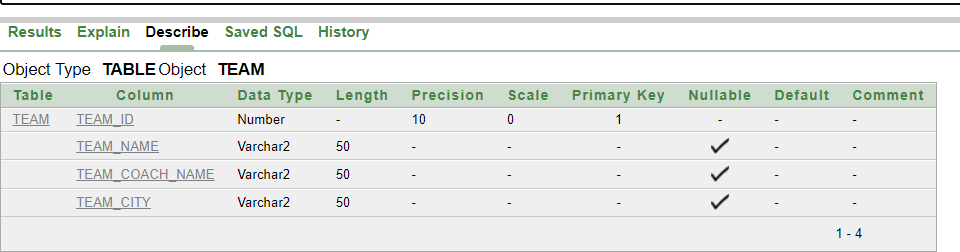 Results Explain Describe Saved SQL History
Object Type TABLE Object TEAM
Table Column Data Type Length Precision Scale Primary Key Nullable Default Comment
TEAM TEAM_ID Number - 10 0 1 - - -
TEAM_NAME Varchar2 50 - - - ✓ - -
TEAM_COACH_NAME Varchar2 50 - - - ✓ - -
TEAM_CITY Varchar2 50 - - - ✓ - -
1 - 4